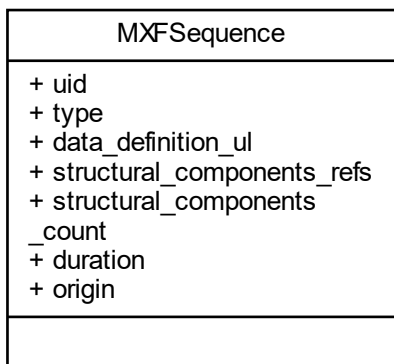 MXFSequence
+ uid
+ type
+ data_definition_ul
+ structural_components_refs
+ structural_components
_count
+ duration
+ origin